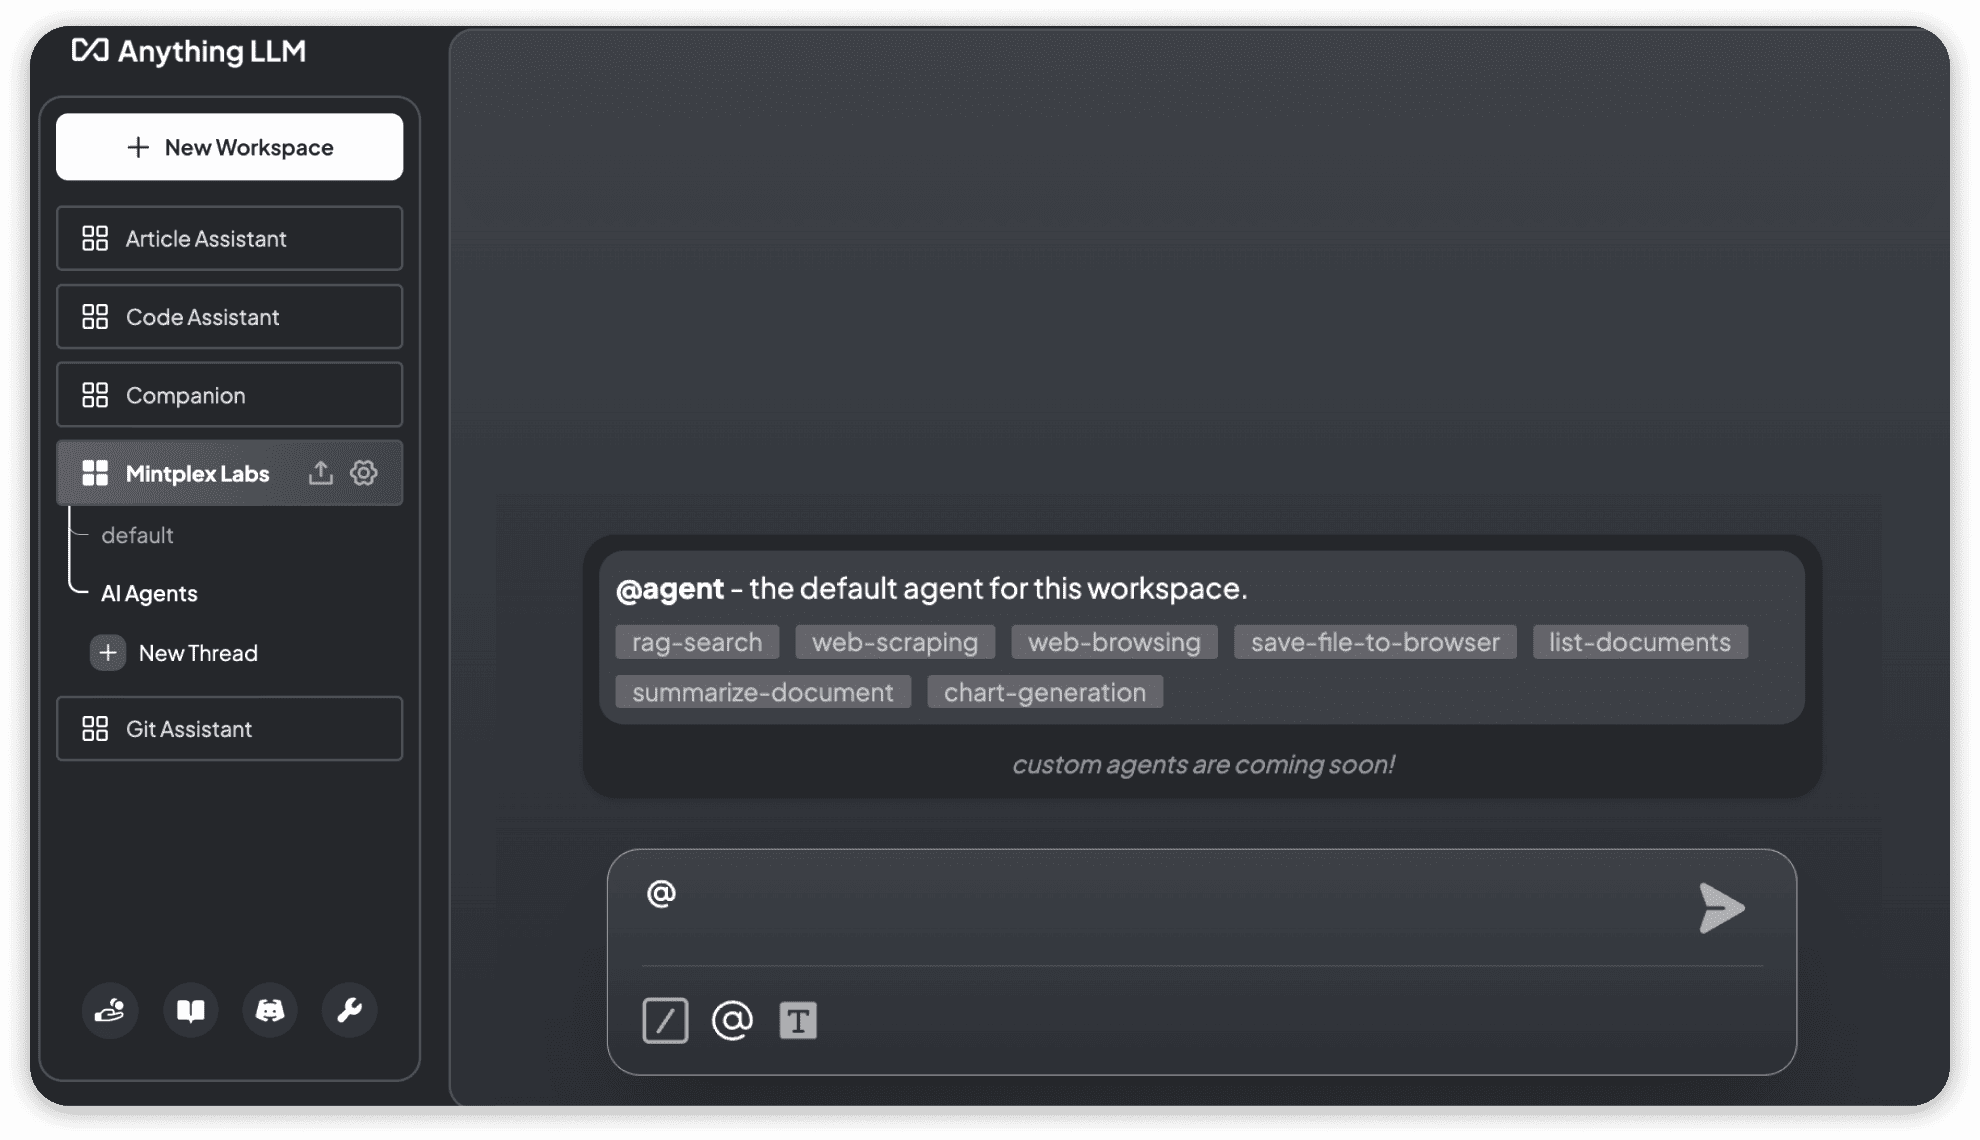 Anything LLM
New Workspace
Article Assistant
Code Assistant
Companion
Mintplex Labs
default
AI Agents
New Thread
Git Assistant
@agent - the default agent for this workspace.
rag-search web-scraping web-browsing save-file-to-browser list-documents
summarize-document chart-generation
custom agents are coming soon!
@
/ @ T